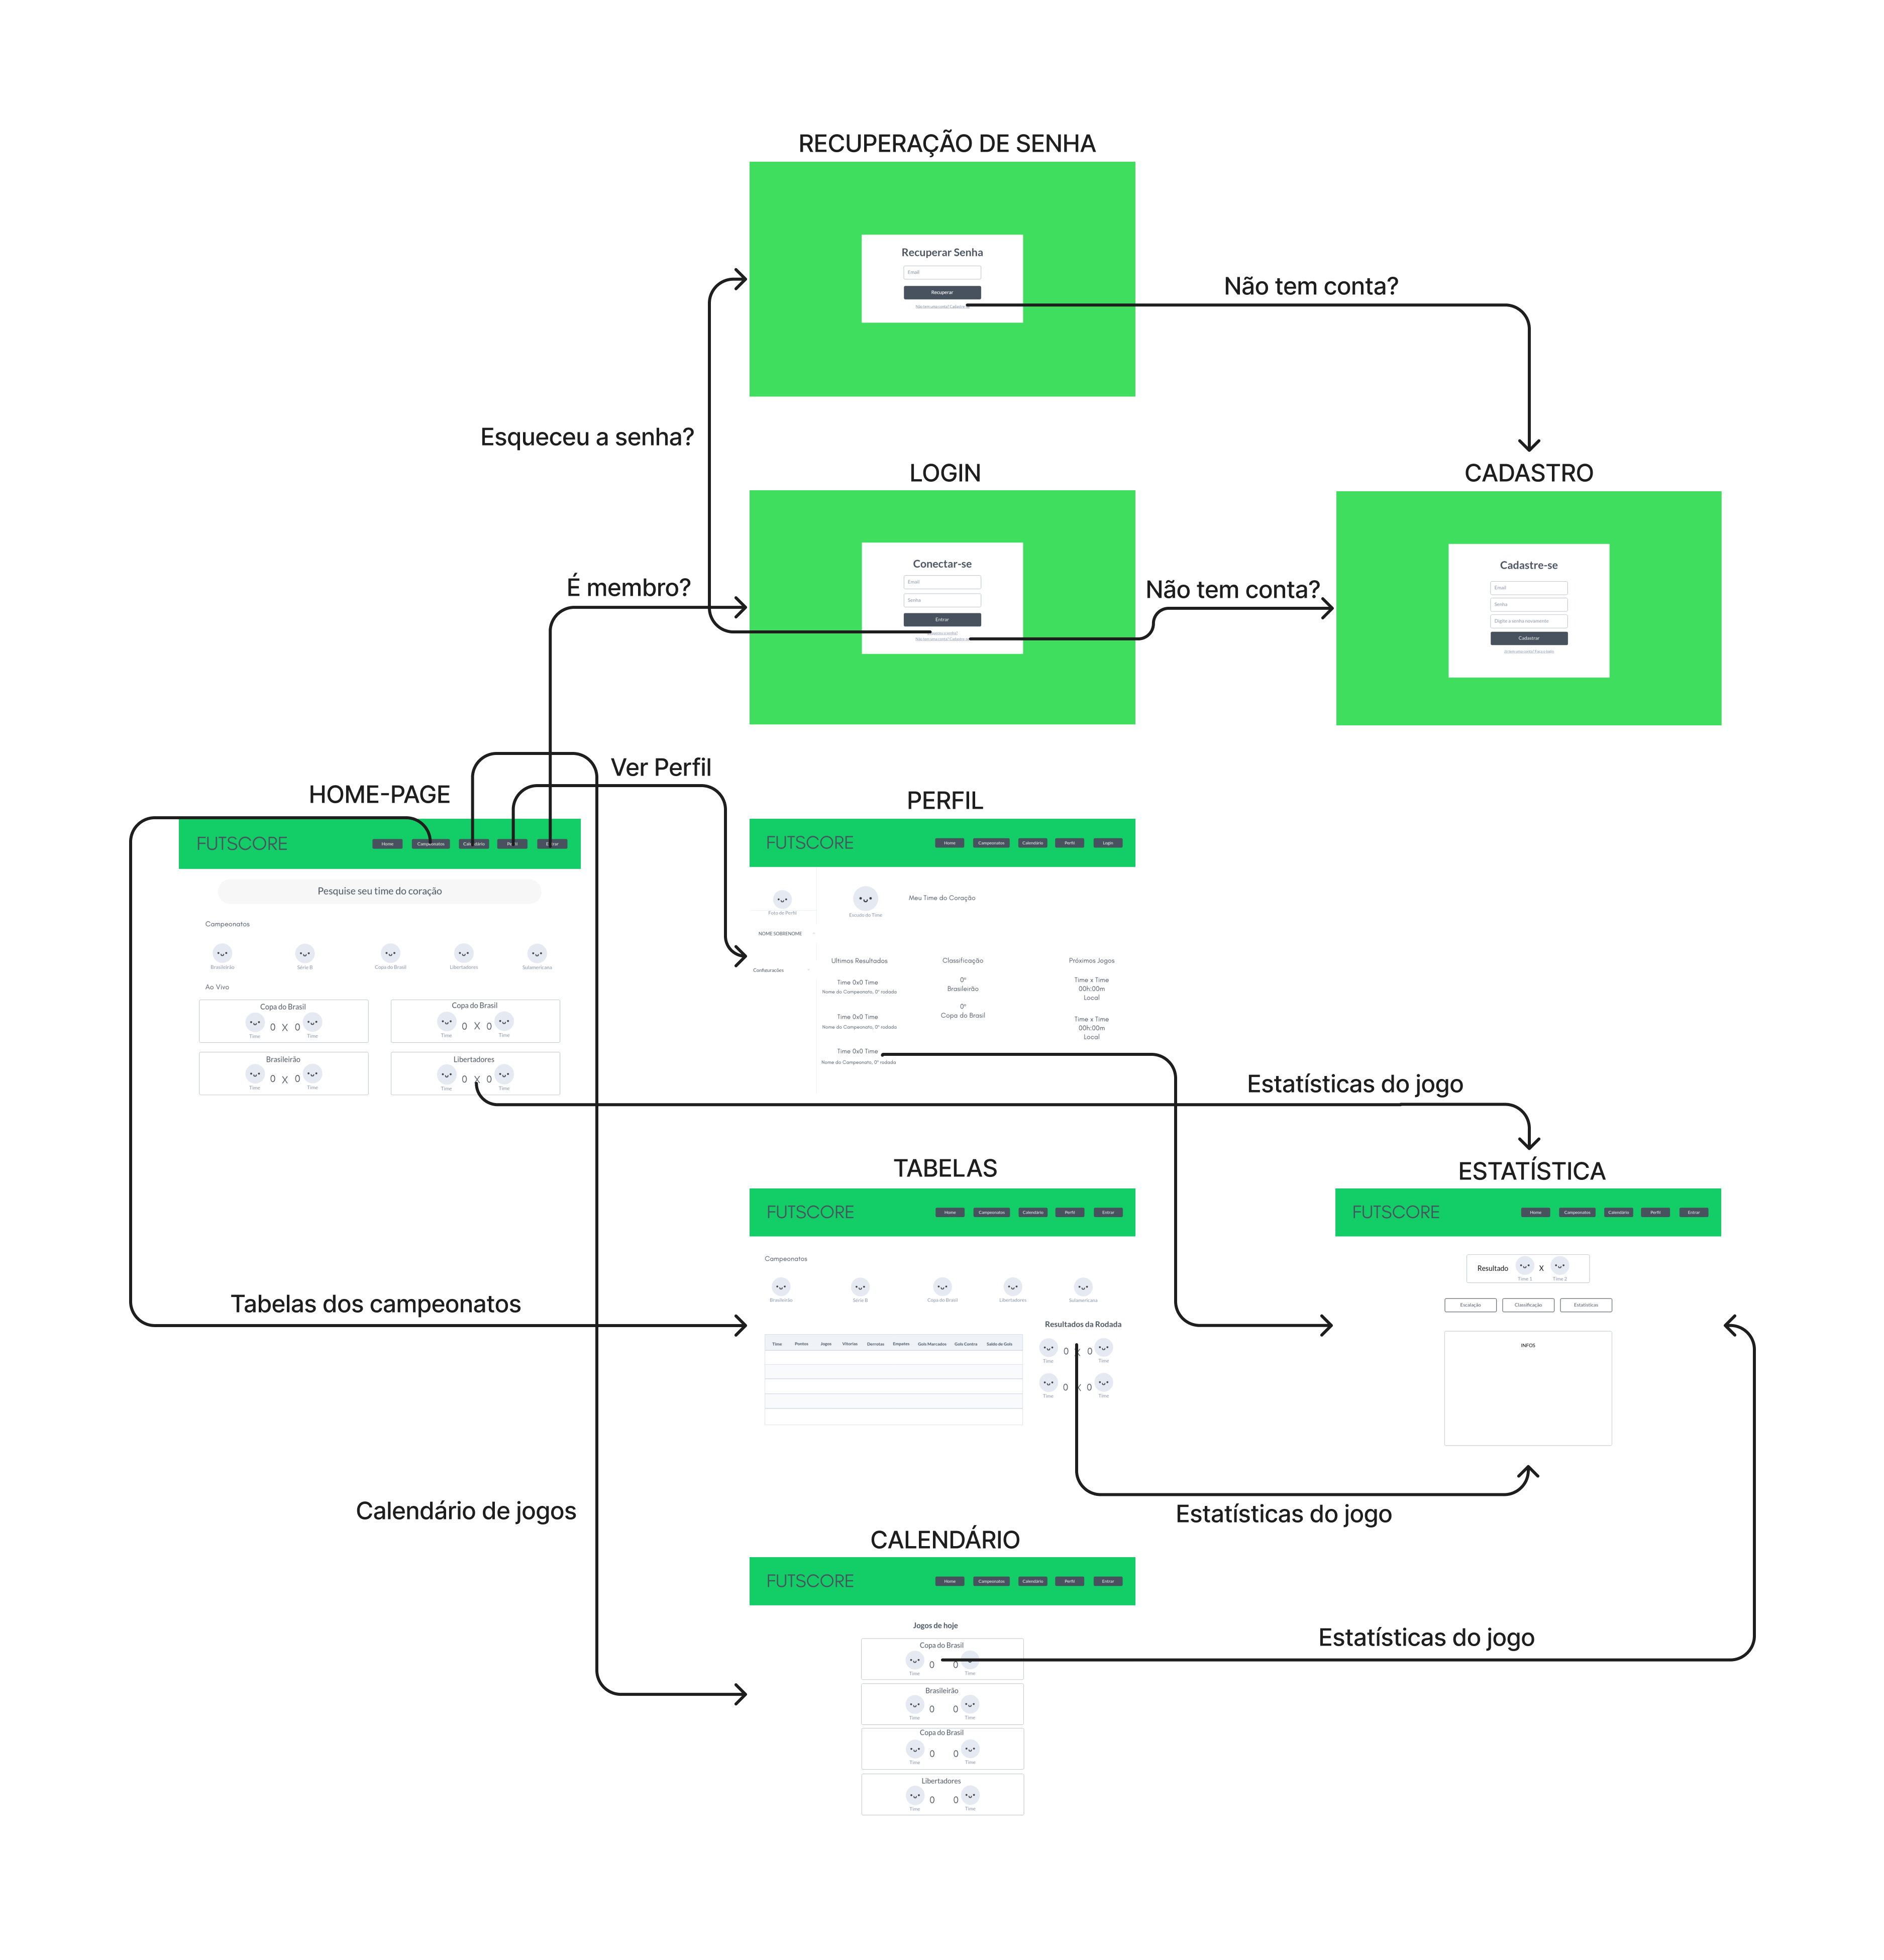 RECUPERAÇÃO DE SENHA
Recuperar Senha
Email
Recuperar
Não tem conta?
Esqueceu a senha?
LOGIN
Conectar-se
Email
Senha
Entrar
É membro?
Não tem conta?
CADASTRO
Cadastre-se
Email
Senha
Digite a senha novamente
Cadastrar
Ver Perfil
HOME-PAGE
FUTSCORE
Home
Campeonatos
Calendário
Perfil
Entrar
Pesquise seu time do coração
Campeonatos
Brasileirão
Série B
Copa do Brasil
Libertadores
Sulamericana
Ao Vivo
Copa do Brasil
0 X 0
Time Time
Copa do Brasil
0 X 0
Time Time
Brasileirão
0 X 0
Time Time
Libertadores
0 X 0
Time Time
PERFIL
FUTSCORE
Home
Campeonatos
Calendário
Perfil
Login
Foto de Perfil
NOME SOBRENOME
Configurações
Escudo do Time
Meu Time do Coração
Ultimos Resultados
Time 0x0 Time
Nome do Campeonato, 0° rodada
Time 0x0 Time
Nome do Campeonato, 0° rodada
Time 0x0 Time
Nome do Campeonato, 0° rodada
Classificação
0°
Brasileirão
0°
Copa do Brasil
Próximos Jogos
Time x Time
00h:00m
Local
Time x Time
00h:00m
Local
Estatísticas do jogo
TABELAS
FUTSCORE
Home
Campeonatos
Calendário
Perfil
Entrar
Campeonatos
Brasileirão
Série B
Copa do Brasil
Libertadores
Sulamericana
Time Pontos Jogos Vitorias Derrotas Empates Gols Marcados Gols Contra Saldo de Gols
Resultados da Rodada
0 X 0
Time Time
0 X 0
Time Time
ESTATÍSTICA
FUTSCORE
Home
Campeonatos
Calendário
Perfil
Entrar
Resultado X
Time 1 Time 2
Escalação
Classificação
Estatísticas
INFOS
Tabelas dos campeonatos
Calendário de jogos
Estatísticas do jogo
CALENDÁRIO
FUTSCORE
Home
Campeonatos
Calendário
Perfil
Entrar
Jogos de hoje
Copa do Brasil
0 0
Time Time
Brasileirão
0 0
Time Time
Copa do Brasil
0 0
Time Time
Libertadores
0 0
Time Time
Estatísticas do jogo